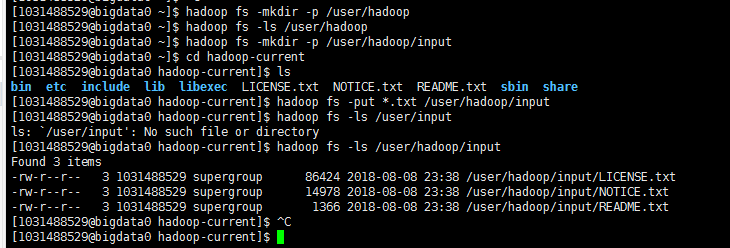 [1031488529@bigdata0 ~]$ hadoop fs -mkdir -p /user/hadoop
[1031488529@bigdata0 ~]$ hadoop fs -ls /user/hadoop
[1031488529@bigdata0 ~]$ hadoop fs -mkdir -p /user/hadoop/input
[1031488529@bigdata0 ~]$ cd hadoop-current
[1031488529@bigdata0 hadoop-current]$ ls
bin  etc  include  lib  libexec  LICENSE.txt  NOTICE.txt  README.txt  sbin  share
[1031488529@bigdata0 hadoop-current]$ hadoop fs -put *.txt /user/hadoop/input
[1031488529@bigdata0 hadoop-current]$ hadoop fs -ls /user/input
ls: `/user/input': No such file or directory
[1031488529@bigdata0 hadoop-current]$ hadoop fs -ls /user/hadoop/input
Found 3 items
-rw-r--r--   3 1031488529 supergroup      86424 2018-08-08 23:38 /user/hadoop/input/LICENSE.txt
-rw-r--r--   3 1031488529 supergroup      14978 2018-08-08 23:38 /user/hadoop/input/NOTICE.txt
-rw-r--r--   3 1031488529 supergroup       1366 2018-08-08 23:38 /user/hadoop/input/README.txt
[1031488529@bigdata0 hadoop-current]$ ^C
[1031488529@bigdata0 hadoop-current]$